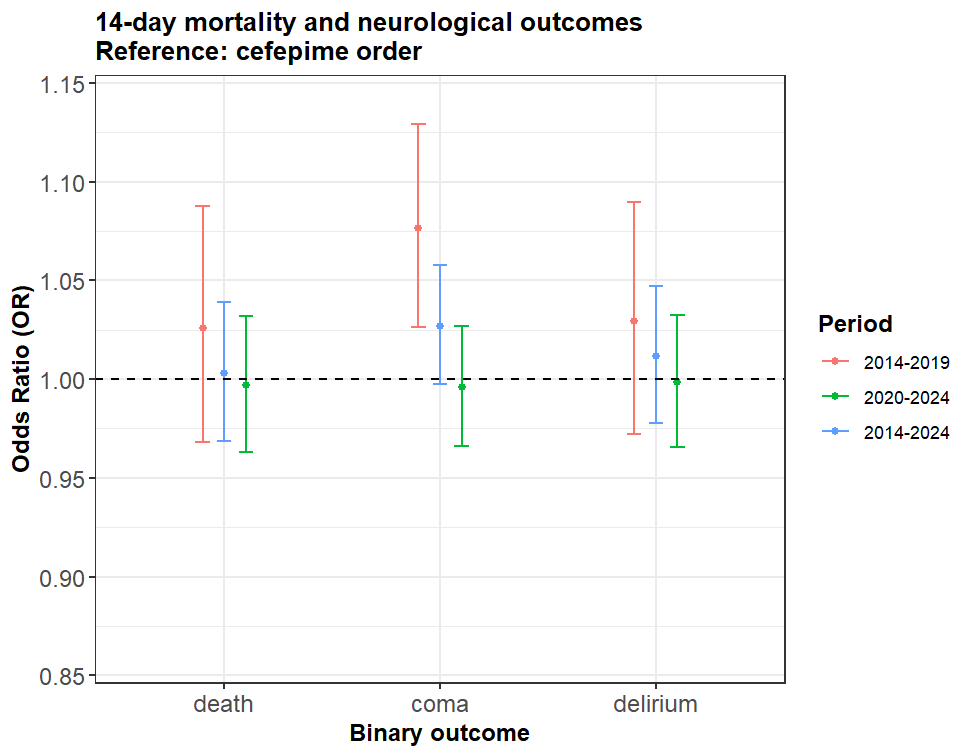 14-day mortality and neurological outcomes
Reference: cefepime order
Odds Ratio (OR)
1.15
1.10
1.05
1.00
0.95
0.90
0.85
death coma delirium
Binary outcome
Period
2014-2019
2020-2024
2014-2024